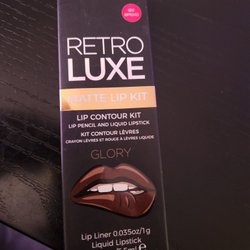 RETRO
LUXE
MATTE LIP KIT
LIP CONTOUR KIT
LIP PENCIL AND LIQUID LIPSTICK
KIT CONTOUR LÈVRES
CRAYON LÈVRES ET ROUGE À LÈVRES LIQUIDE
GLORY
Lip Liner 0.035oz/1g
Liquid Lipstick